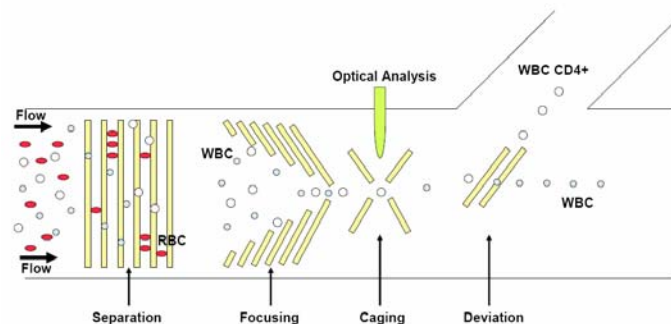 WBC CD4+
Optical Analysis
Flow
WBC
WBC
RBC
Flow
Separation
Focusing
Caging
Deviation